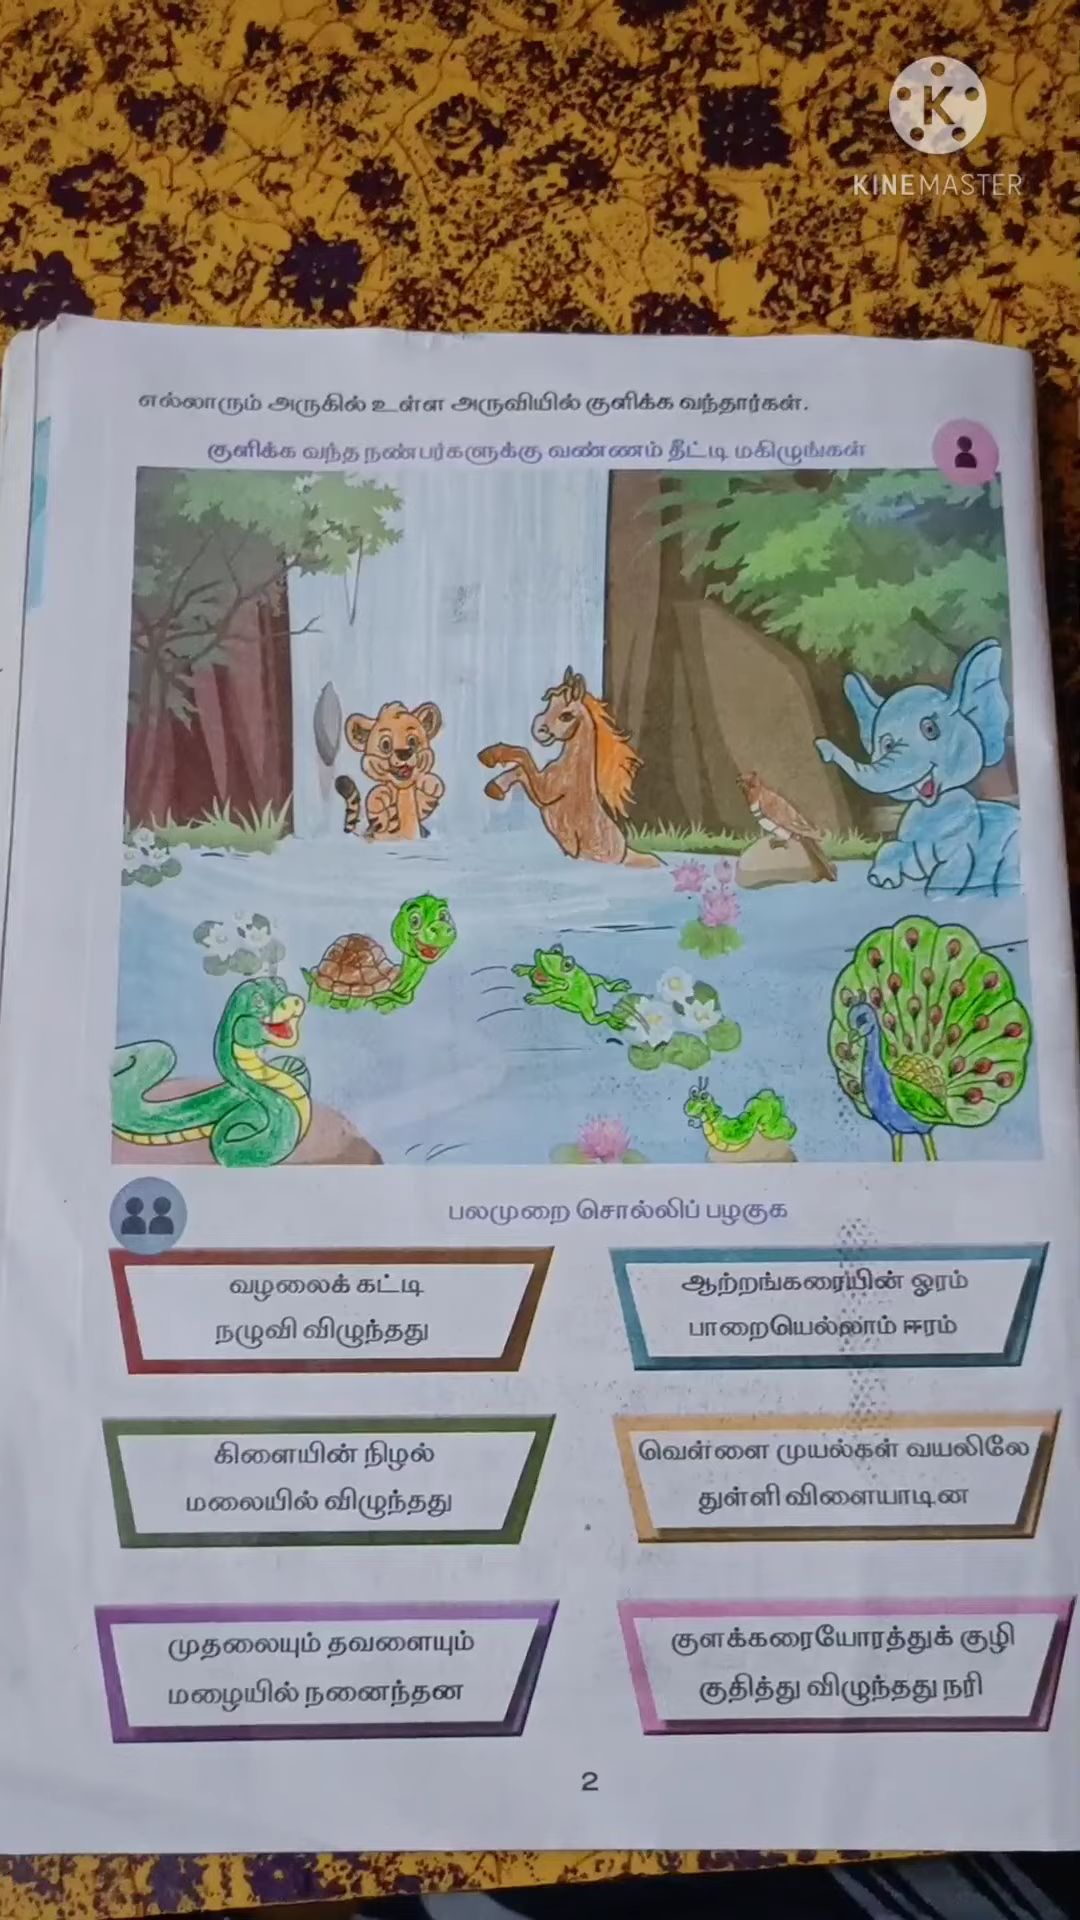 KINEMASTER
எல்லாரும் அருகில் உள்ள அருவியில் குளிக்க வந்தார்கள்.
குளிக்க வந்த நண்பர்களுக்கு வண்ணம் தீட்டி மகிழுங்கள்
பலமுறை சொல்லிப் பழகுக
வழலைக் கட்டி
நழுவி விழுந்தது
ஆற்றங்கரையின் ஓரம்
பாறையெல்லாம் ஈரம்
கிளையின் நிழல்
மலையில் விழுந்தது
வெள்ளை முயல்கள் வயலிலே
துள்ளி விளையாடின
முதலையும் தவளையும்
மழையில் நனைந்தன
குளக்கரையோரத்துக் குழி
குதித்து விழுந்தது நரி
2